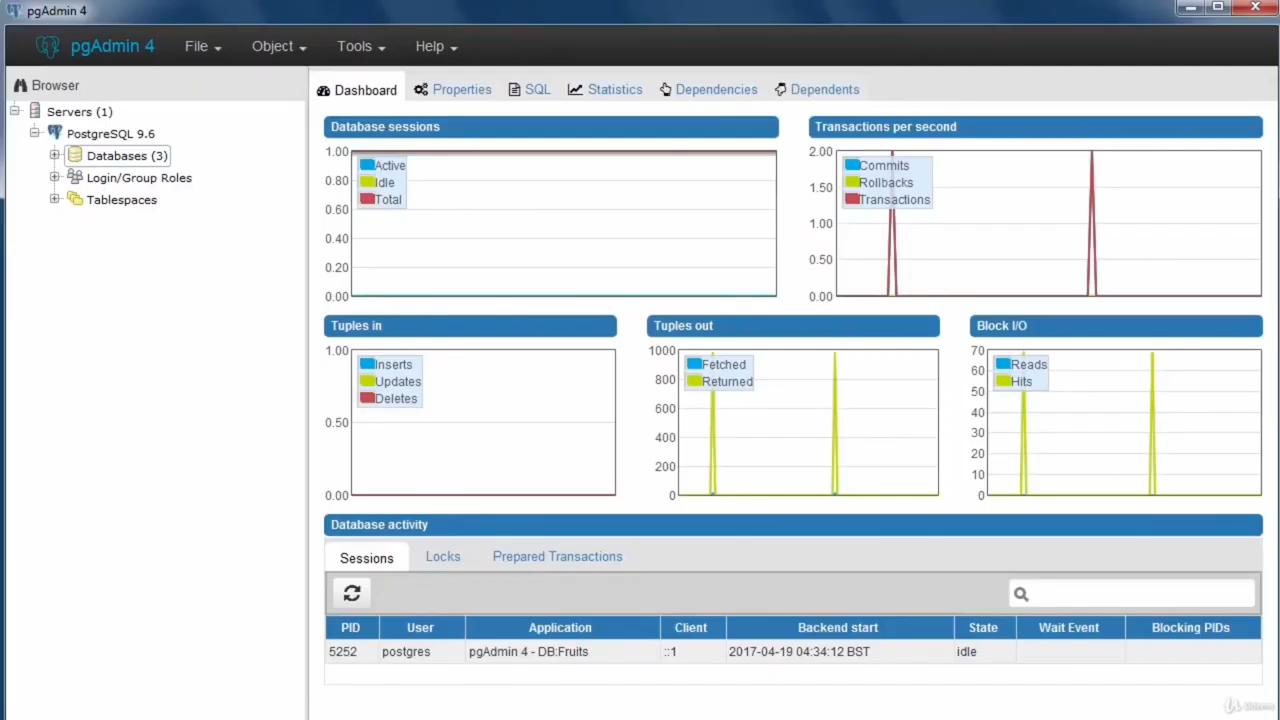 pgAdmin 4
pgAdmin 4 File Object Tools Help
Browser
Servers (1)
PostgreSQL 9.6
Databases (3)
Login/Group Roles
Tablespaces
Dashboard Properties SQL Statistics Dependencies Dependents
Database sessions
1.00
0.80
0.60
0.40
0.20
0.00
Active
Idle
Total
Transactions per second
2.00
1.50
1.00
0.50
0.00
Commits
Rollbacks
Transactions
Tuples in
1.00
0.50
0.00
Inserts
Updates
Deletes
Tuples out
1000
800
600
400
200
0
Fetched
Returned
Block I/O
70
60
50
40
30
20
10
0
Reads
Hits
Database activity
Sessions Locks Prepared Transactions
PID User Application Client Backend start State Wait Event Blocking PIDs
5252 postgres pgAdmin 4 - DB:Fruits ::1 2017-04-19 04:34:12 BST idle
Udemy